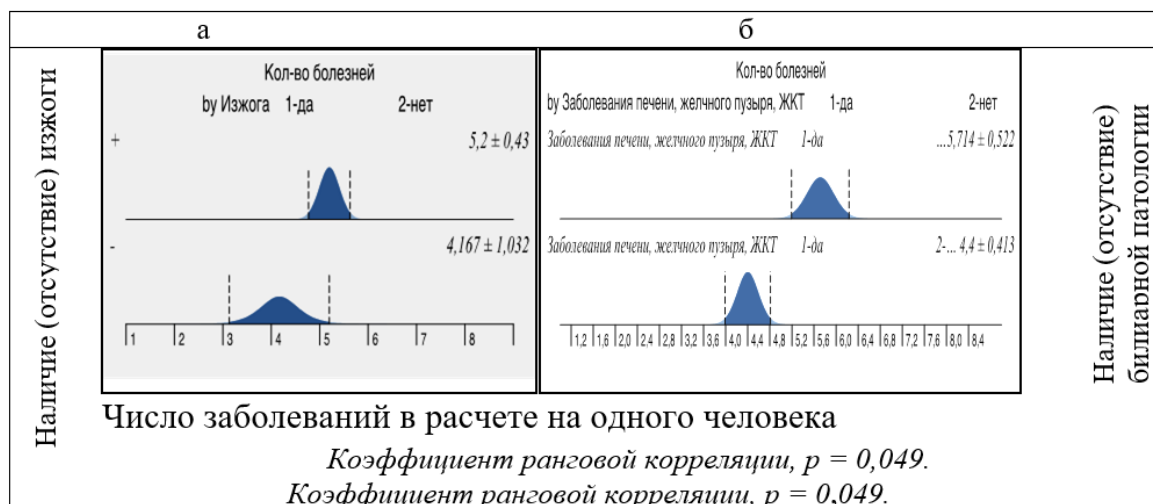 а
б
Наличие (отсутствие) изжоги
Кол-во болезней
by Изжога 1-да 2-нет
+ 5,2 ± 0,43
- 4,167 ± 1,032
1 2 3 4 5 6 7 8
Кол-во болезней
by Заболевания печени, желчного пузыря, ЖКТ 1-да 2-нет
Заболевания печени, желчного пузыря, ЖКТ 1-да ...5,714 ± 0,522
Заболевания печени, желчного пузыря, ЖКТ 1-да 2-... 4,4 ± 0,413
1,2 1,6 2,0 2,4 2,8 3,2 3,6 4,0 4,4 4,8 5,2 5,6 6,0 6,4 6,8 7,2 7,6 8,0 8,4
Наличие (отсутствие)
билиарной патологии
Число заболеваний в расчете на одного человека
Коэффициент ранговой корреляции, p = 0,049.
Коэффициент ранговой корреляции, p = 0,049.